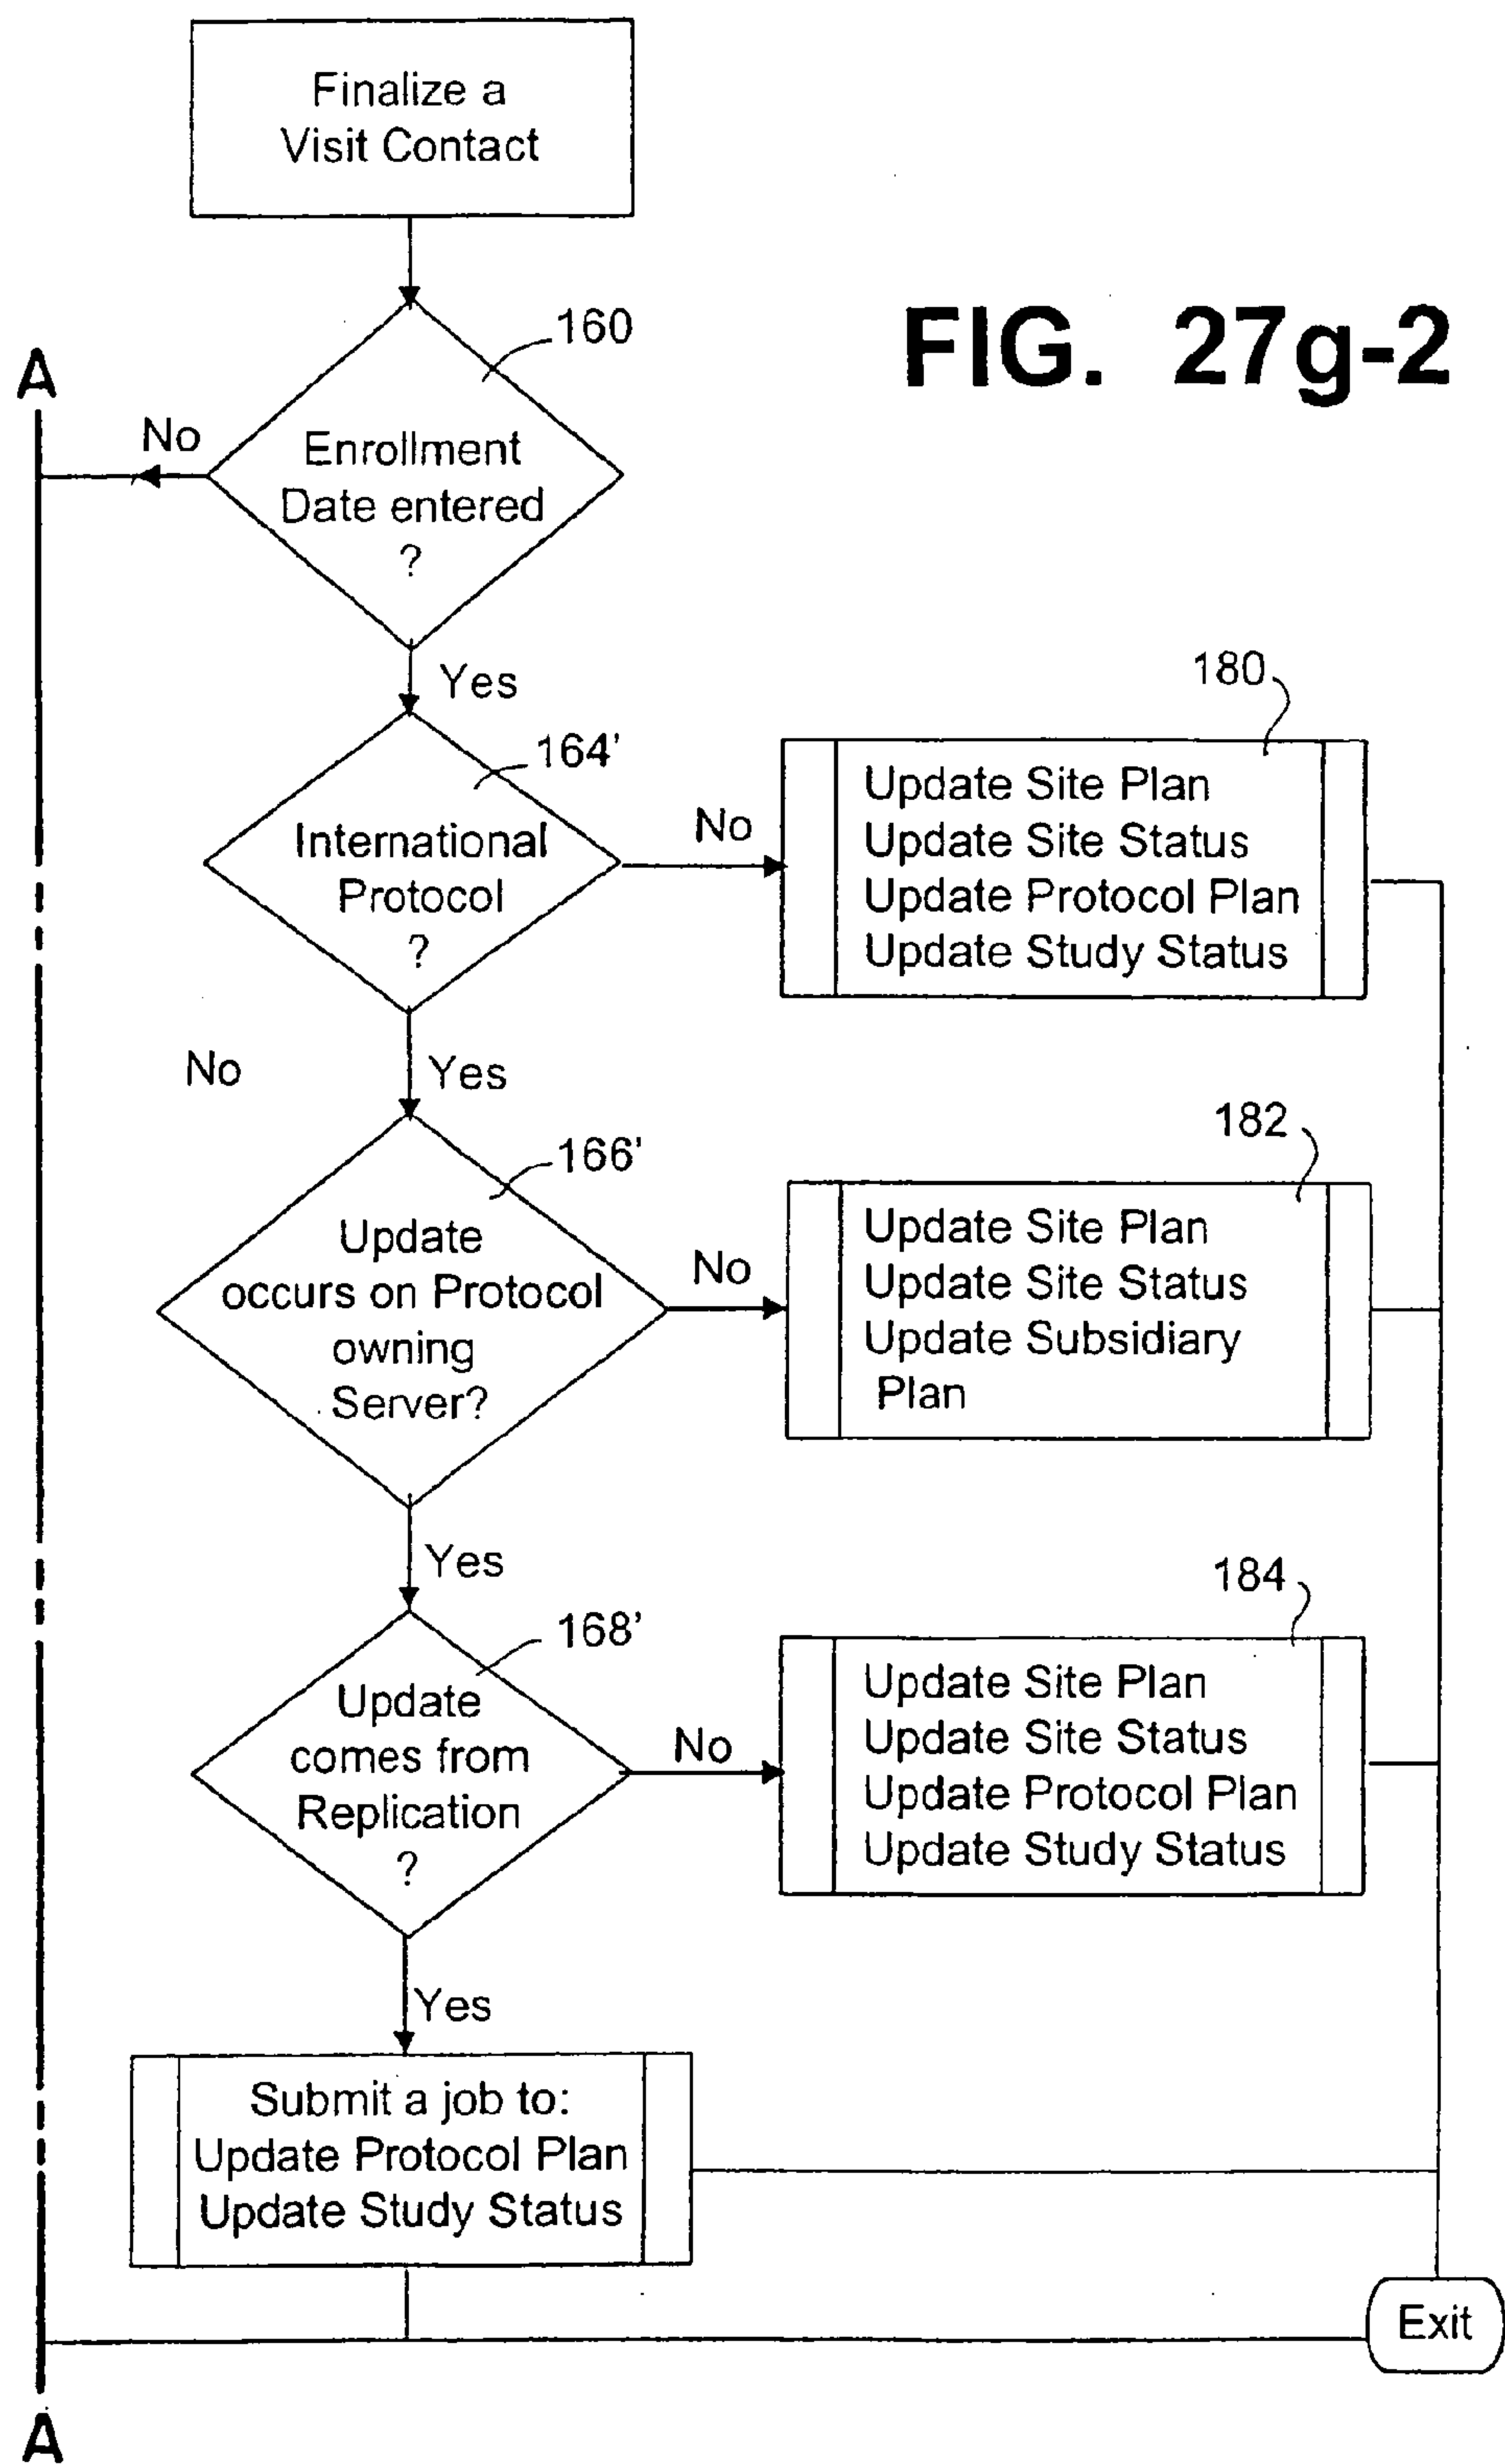 Finalize a
Visit Contact
FIG. 27g-2
160
A
No
Enrollment
Date entered
?
Yes
180
164'
International
Protocol
?
No
Update Site Plan
Update Site Status
Update Protocol Plan
Update Study Status
No
Yes
182
166'
Update
occurs on Protocol
owning
Server?
No
Update Site Plan
Update Site Status
Update Subsidiary
Plan
Yes
184
168'
Update
comes from
Replication
?
No
Update Site Plan
Update Site Status
Update Protocol Plan
Update Study Status
Yes
Submit a job to:
Update Protocol Plan
Update Study Status
Exit
A